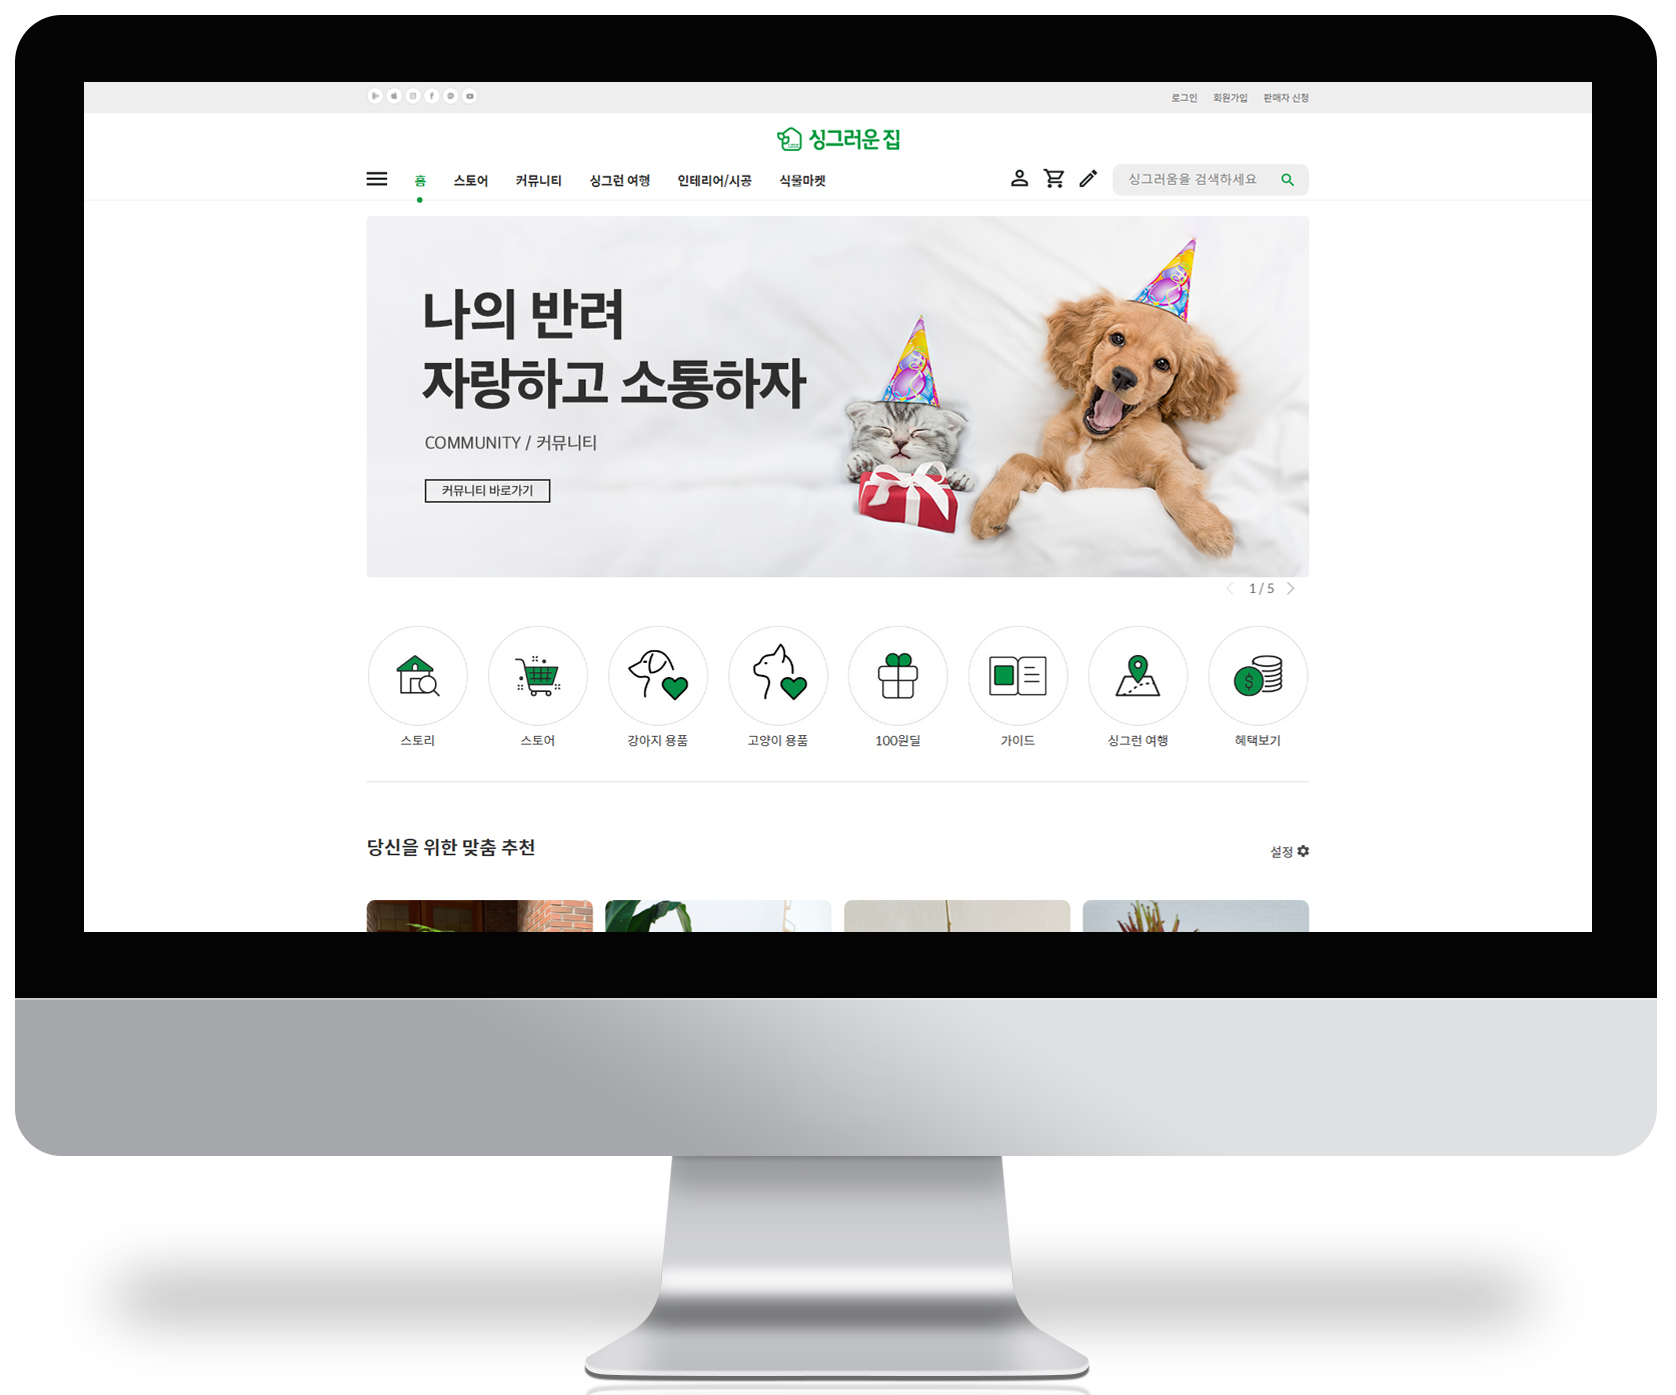 로그인 회원가입 판매자 신청
싱그러운 집
홈 스토어 커뮤니티 싱그런 여행 인테리어/시공 식물마켓
싱그러움을 검색하세요
나의 반려
자랑하고 소통하자
COMMUNITY / 커뮤니티
커뮤니티 바로가기
1 / 5
스토리 스토어 강아지 용품 고양이 용품 100원딜 가이드 싱그런 여행 혜택보기
당신을 위한 맞춤 추천
설정